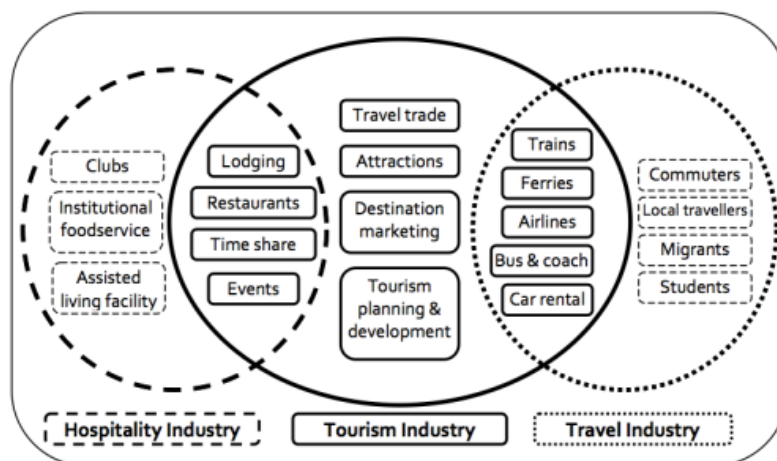 Clubs
Institutional
foodservice
Assisted
living facility
Lodging
Restaurants
Time share
Events
Travel trade
Attractions
Destination
marketing
Tourism
planning &
development
Trains
Ferries
Airlines
Bus & coach
Car rental
Commuters
Local travellers
Migrants
Students
Hospitality Industry
Tourism Industry
Travel Industry